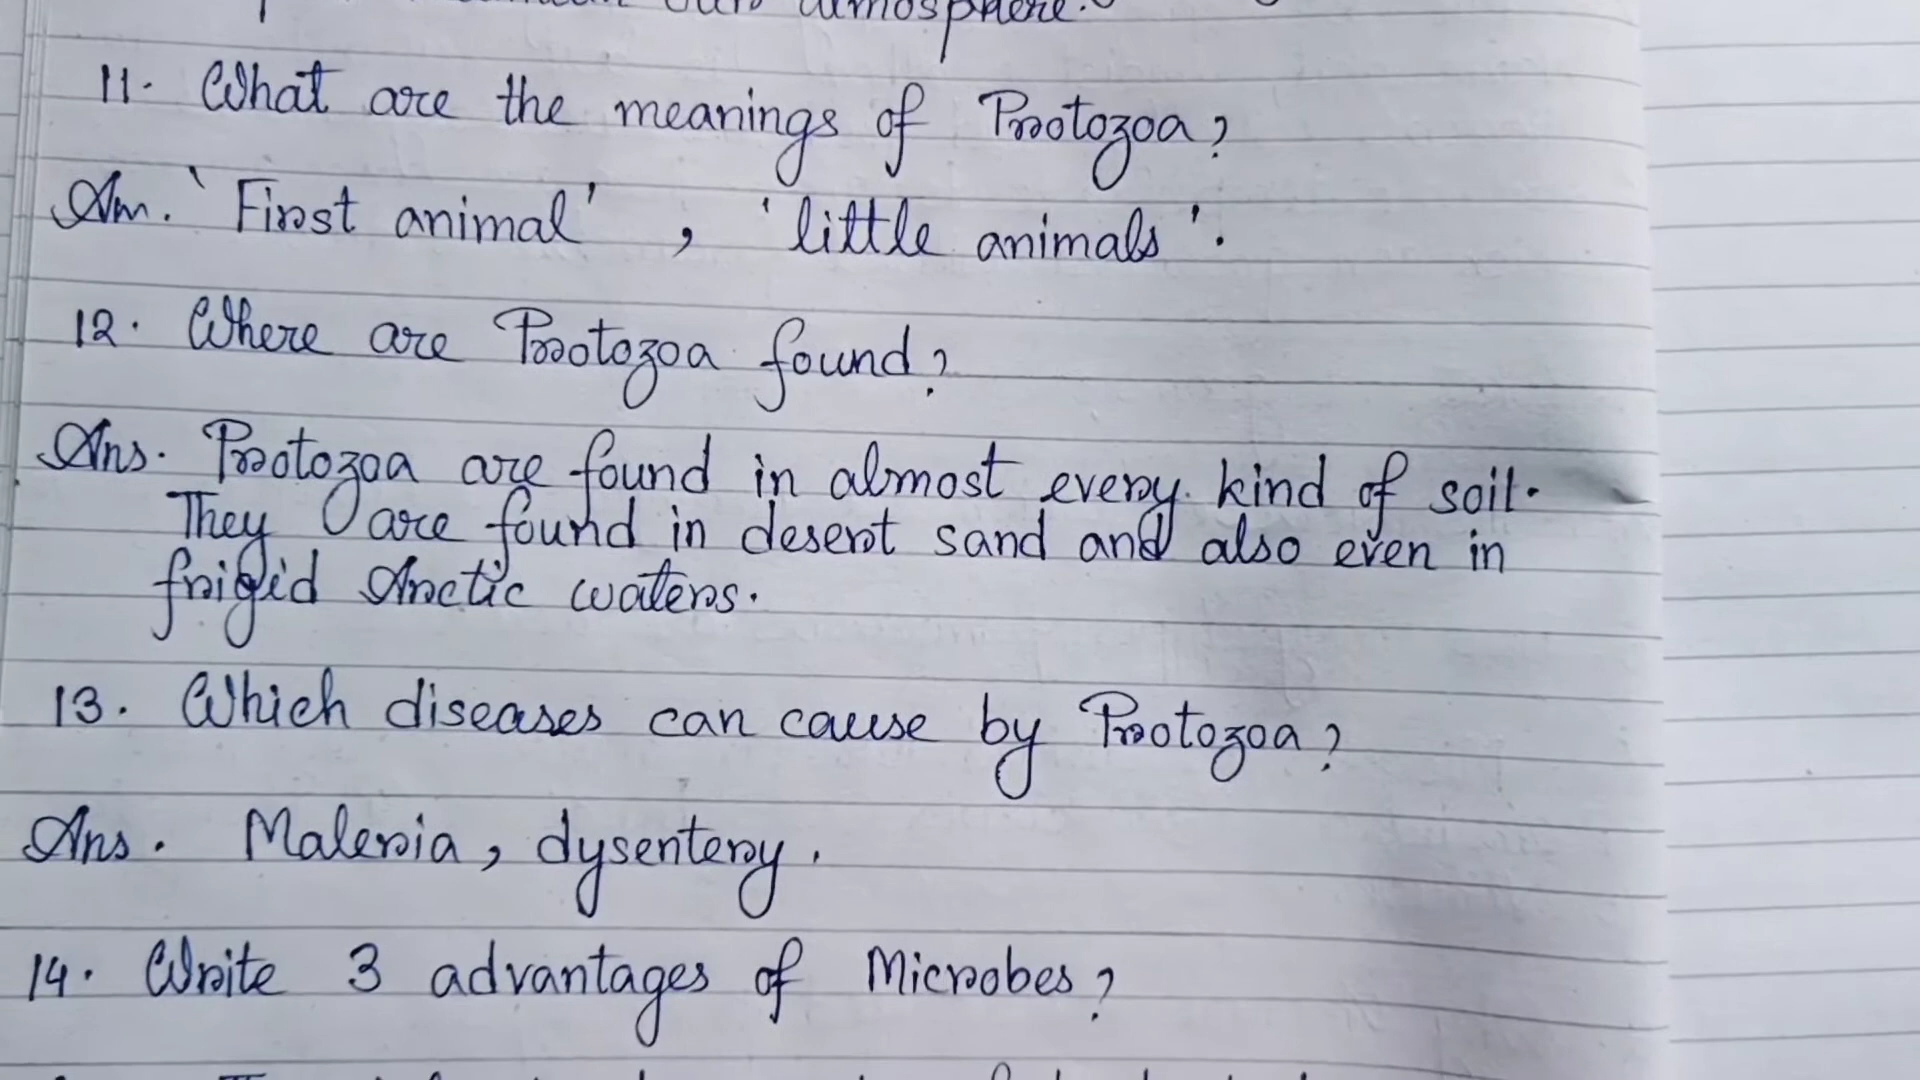 atmosphere.
11. What are the meanings of Protozoa?
Ans. 'First animal', 'little animals'.
12. Where are Protozoa found?
Ans. Protozoa are found in almost every kind of soil.
They are found in desert sand and also even in
frigid Arctic waters.
13. Which diseases can cause by Protozoa?
Ans. Maleria, dysentery.
14. Write 3 advantages of Microbes?